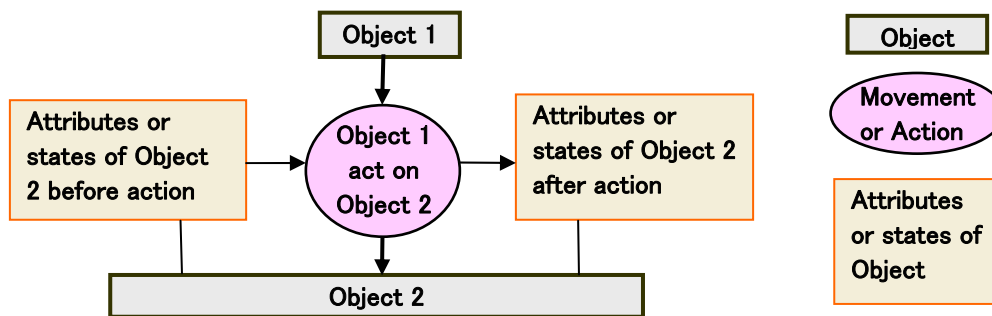 Object 1
Attributes or
states of Object
2 before action
Object 1
act on
Object 2
Attributes or
states of Object 2
after action
Object 2
Object
Movement
or Action
Attributes
or states of
Object